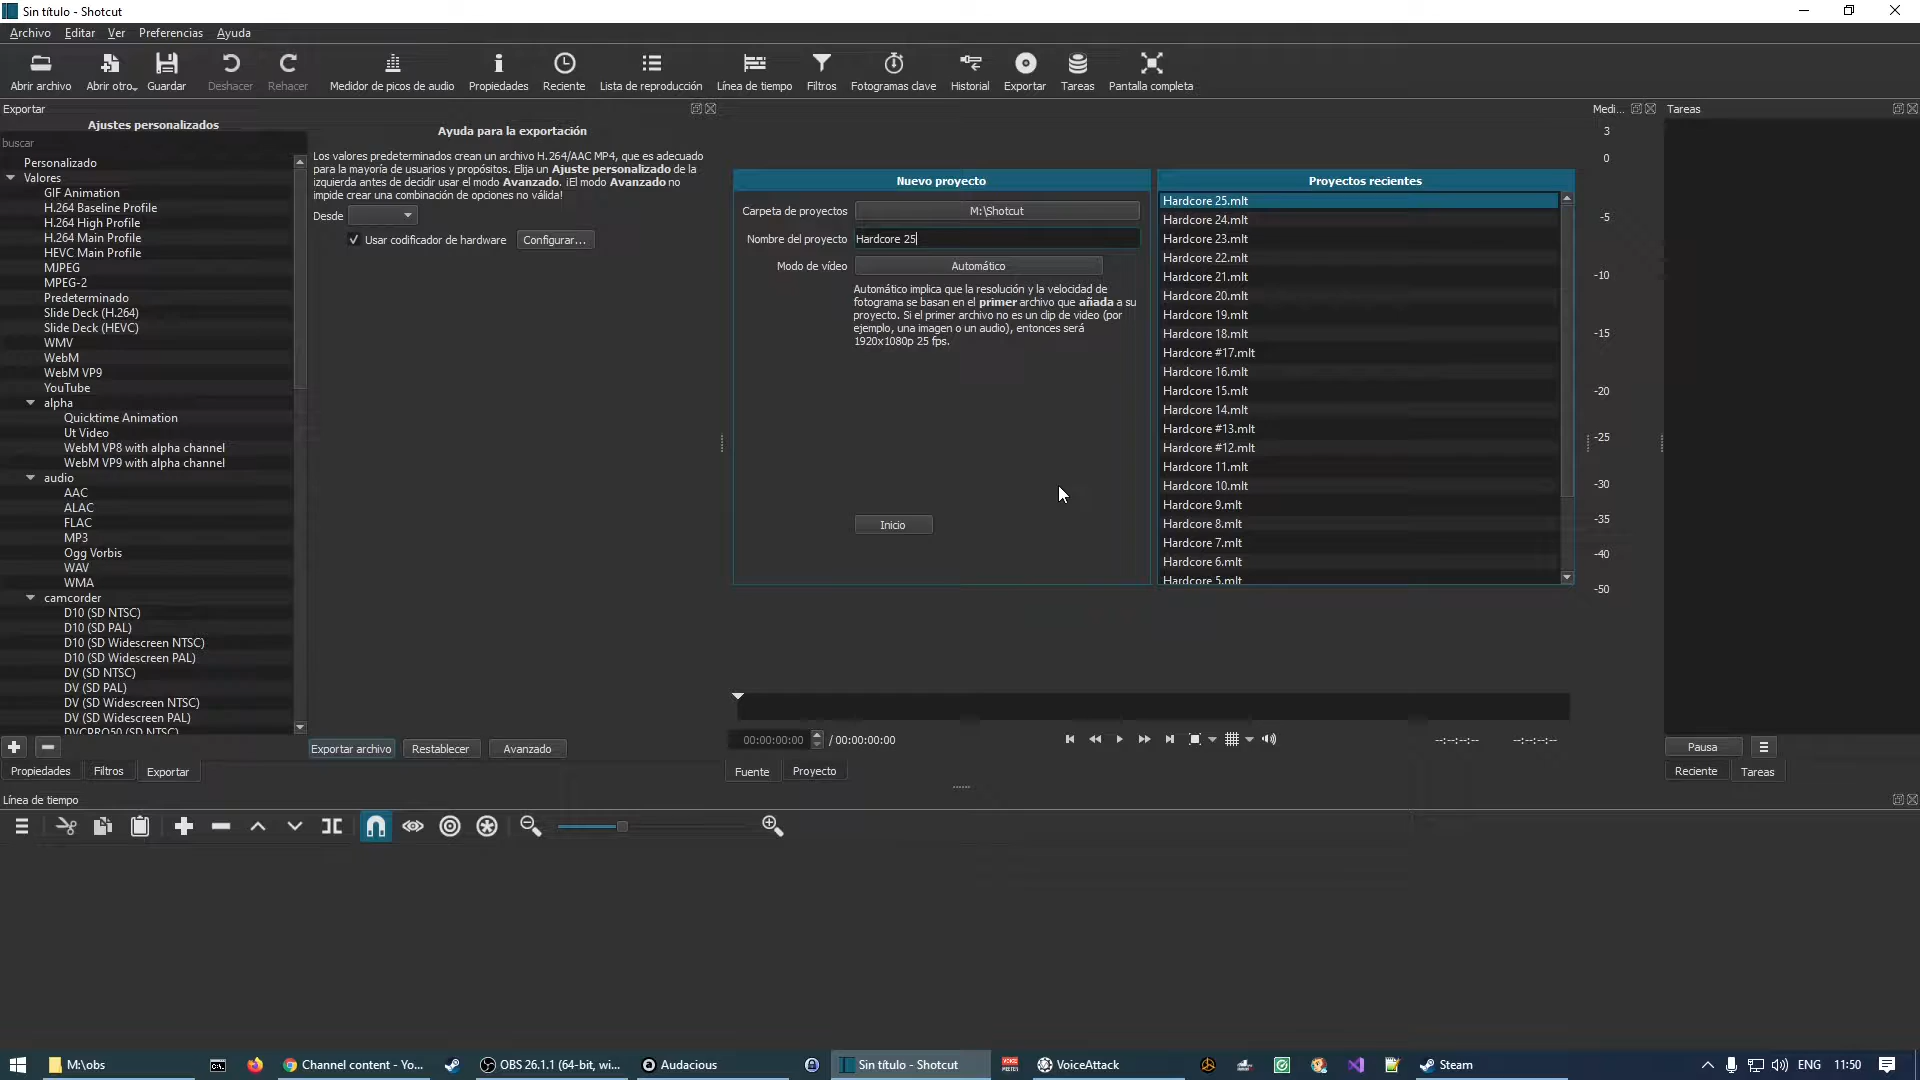 Sin título - Shotcut
Archivo Editar Ver Preferencias Ayuda
Abrir archivo Abrir otro... Guardar Deshacer Rehacer Medidor de picos de audio Propiedades Reciente Lista de reproducción Línea de tiempo Filtros Fotogramas clave Historial Exportar Tareas Pantalla completa
Exportar
Ajustes personalizados
buscar
Personalizado
Valores
GIF Animation
H.264 Baseline Profile
H.264 High Profile
H.264 Main Profile
HEVC Main Profile
MJPEG
MPEG-2
Predeterminado
Slide Deck (H.264)
Slide Deck (HEVC)
WMV
WebM
WebM VP9
YouTube
alpha
Quicktime Animation
Ut Video
WebM VP8 with alpha channel
WebM VP9 with alpha channel
audio
AAC
ALAC
FLAC
MP3
Ogg Vorbis
WAV
WMA
camcorder
D10 (SD NTSC)
D10 (SD PAL)
D10 (SD Widescreen NTSC)
D10 (SD Widescreen PAL)
DV (SD NTSC)
DV (SD PAL)
DV (SD Widescreen NTSC)
DV (SD Widescreen PAL)
DVCPRO50 (SD NTSC)
Ayuda para la exportación
Los valores predeterminados crean un archivo H.264/AAC MP4, que es adecuado
para la mayoría de usuarios y propósitos. Elija un Ajuste personalizado de la
izquierda antes de decidir usar el modo Avanzado. ¡El modo Avanzado no
impide crear una combinación de opciones no válida!
Desde
Usar codificador de hardware Configurar...
Exportar archivo Restablecer Avanzado
Propiedades Filtros Exportar
Nuevo proyecto
Carpeta de proyectos M:\Shotcut
Nombre del proyecto Hardcore 25
Modo de vídeo Automático
Automático implica que la resolución y la velocidad de
fotograma se basan en el primer archivo que añada a su
proyecto. Si el primer archivo no es un clip de video (por
ejemplo, una imagen o un audio), entonces será
1920x1080p 25 fps.
Inicio
Proyectos recientes
Hardcore 25.mlt
Hardcore 24.mlt
Hardcore 23.mlt
Hardcore 22.mlt
Hardcore 21.mlt
Hardcore 20.mlt
Hardcore 19.mlt
Hardcore 18.mlt
Hardcore #17.mlt
Hardcore 16.mlt
Hardcore 15.mlt
Hardcore 14.mlt
Hardcore #13.mlt
Hardcore #12.mlt
Hardcore 11.mlt
Hardcore 10.mlt
Hardcore 9.mlt
Hardcore 8.mlt
Hardcore 7.mlt
Hardcore 6.mlt
Hardcore 5.mlt
00:00:00:00 / 00:00:00:00
--:--:--:-- --:--:--:--
Fuente Proyecto
Medi...
3
0
-5
-10
-15
-20
-25
-30
-35
-40
-50
Tareas
Pausa
Reciente Tareas
Línea de tiempo
M:\obs
Channel content - Yo...
OBS 26.1.1 (64-bit, wi...
Audacious
Sin título - Shotcut
VoiceAttack
Steam
ENG 11:50